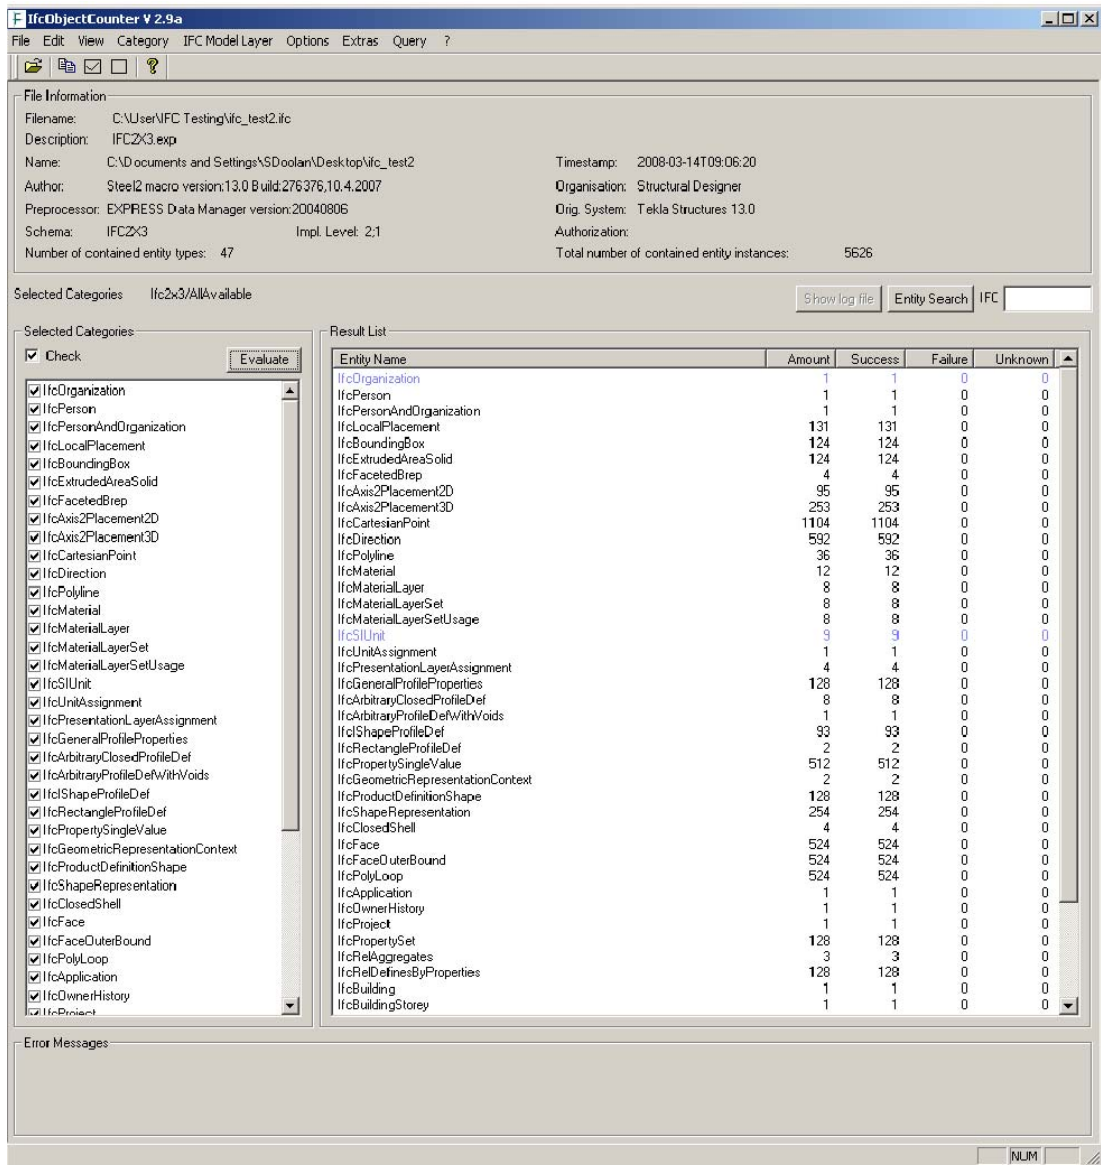 IfcObjectCounter V 2.9a
File Edit View Category IFC Model Layer Options Extras Query ?
File Information
Filename: C:\User\IFC Testing\ifc_test2.ifc
Description: IFC2X3.exp
Name: C:\Documents and Settings\SDoolan\Desktop\ifc_test2 Timestamp: 2008-03-14T09:06:20
Author: Steel2 macro version:13.0 Build:276376,10.4.2007 Organisation: Structural Designer
Preprocessor: EXPRESS Data Manager version:20040806 Orig. System: Tekla Structures 13.0
Schema: IFC2X3 Impl. Level: 2;1 Authorization:
Number of contained entity types: 47 Total number of contained entity instances: 5626
Selected Categories Ifc2x3/AllAvailable Show log file Entity Search IFC
Selected Categories
Check Evaluate
IfcOrganization
IfcPerson
IfcPersonAndOrganization
IfcLocalPlacement
IfcBoundingBox
IfcExtrudedAreaSolid
IfcFacetedBrep
IfcAxis2Placement2D
IfcAxis2Placement3D
IfcCartesianPoint
IfcDirection
IfcPolyline
IfcMaterial
IfcMaterialLayer
IfcMaterialLayerSet
IfcMaterialLayerSetUsage
IfcSIUnit
IfcUnitAssignment
IfcPresentationLayerAssignment
IfcGeneralProfileProperties
IfcArbitraryClosedProfileDef
IfcArbitraryProfileDefWithVoids
IfcIShapeProfileDef
IfcRectangleProfileDef
IfcPropertySingleValue
IfcGeometricRepresentationContext
IfcProductDefinitionShape
IfcShapeRepresentation
IfcClosedShell
IfcFace
IfcFaceOuterBound
IfcPolyLoop
IfcApplication
IfcOwnerHistory
IfcProject
Result List
Entity Name Amount Success Failure Unknown
IfcOrganization 1 1 0 0
IfcPerson 1 1 0 0
IfcPersonAndOrganization 1 1 0 0
IfcLocalPlacement 131 131 0 0
IfcBoundingBox 124 124 0 0
IfcExtrudedAreaSolid 124 124 0 0
IfcFacetedBrep 4 4 0 0
IfcAxis2Placement2D 95 95 0 0
IfcAxis2Placement3D 253 253 0 0
IfcCartesianPoint 1104 1104 0 0
IfcDirection 592 592 0 0
IfcPolyline 36 36 0 0
IfcMaterial 12 12 0 0
IfcMaterialLayer 8 8 0 0
IfcMaterialLayerSet 8 8 0 0
IfcMaterialLayerSetUsage 8 8 0 0
IfcSIUnit 9 9 0 0
IfcUnitAssignment 1 1 0 0
IfcPresentationLayerAssignment 4 4 0 0
IfcGeneralProfileProperties 128 128 0 0
IfcArbitraryClosedProfileDef 8 8 0 0
IfcArbitraryProfileDefWithVoids 1 1 0 0
IfcIShapeProfileDef 93 93 0 0
IfcRectangleProfileDef 2 2 0 0
IfcPropertySingleValue 512 512 0 0
IfcGeometricRepresentationContext 2 2 0 0
IfcProductDefinitionShape 128 128 0 0
IfcShapeRepresentation 254 254 0 0
IfcClosedShell 4 4 0 0
IfcFace 524 524 0 0
IfcFaceOuterBound 524 524 0 0
IfcPolyLoop 524 524 0 0
IfcApplication 1 1 0 0
IfcOwnerHistory 1 1 0 0
IfcProject 1 1 0 0
IfcPropertySet 128 128 0 0
IfcRelAggregates 3 3 0 0
IfcRelDefinesByProperties 128 128 0 0
IfcBuilding 1 1 0 0
IfcBuildingStorey 1 1 0 0
Error Messages
NUM